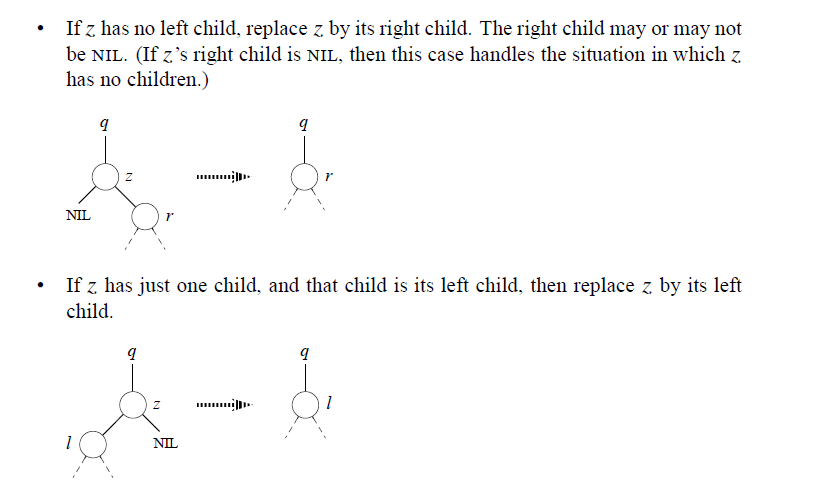 • If z has no left child, replace z by its right child. The right child may or may not
be NIL. (If z’s right child is NIL, then this case handles the situation in which z
has no children.)
q q
z r
NIL r
• If z has just one child, and that child is its left child, then replace z by its left
child.
q q
z l
l NIL